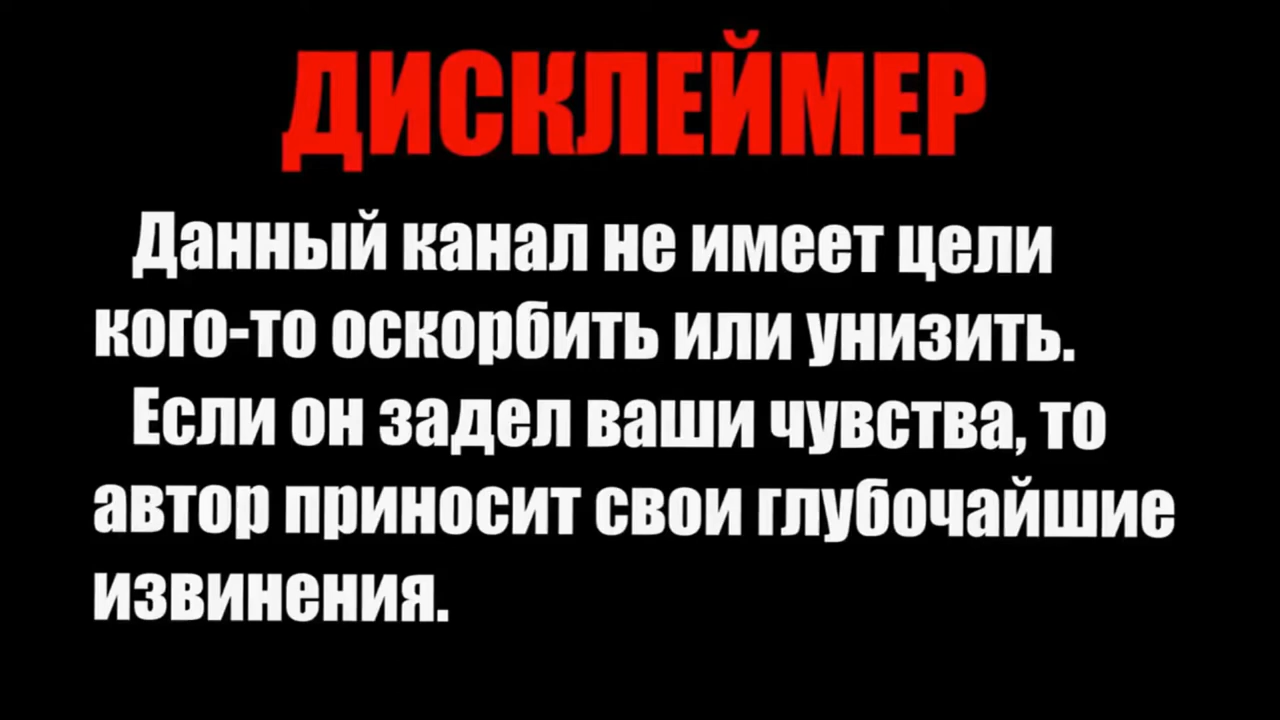 ДИСКЛЕЙМЕР
Данный канал не имеет цели
кого-то оскорбить или унизить.
Если он задел ваши чувства, то
автор приносит свои глубочайшие
извинения.